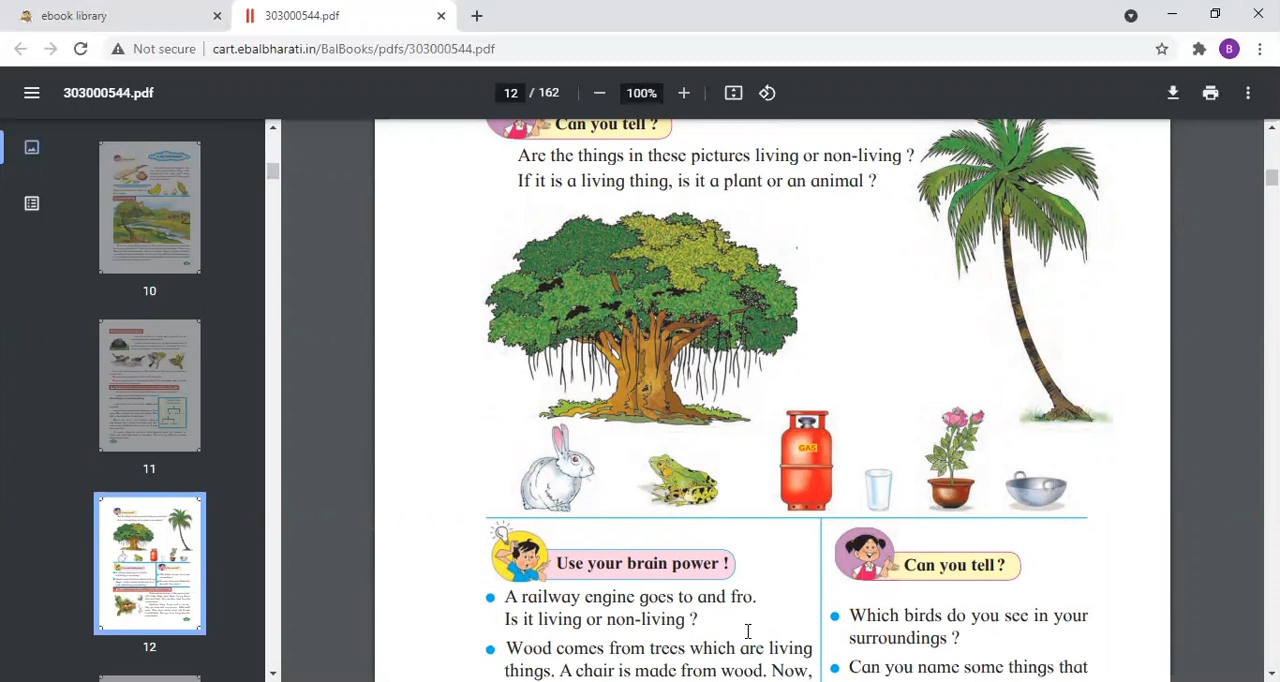 ebook library
303000544.pdf
Not secure
cart.ebalbharati.in/BalBooks/pdfs/303000544.pdf
B
303000544.pdf
12 / 162
100%
10
11
12
Can you tell ?
Are the things in these pictures living or non-living ?
If it is a living thing, is it a plant or an animal ?
GAS
Use your brain power !
A railway engine goes to and fro.
Is it living or non-living ?
Wood comes from trees which are living
things. A chair is made from wood. Now,
Can you tell ?
Which birds do you see in your
surroundings ?
Can you name some things that